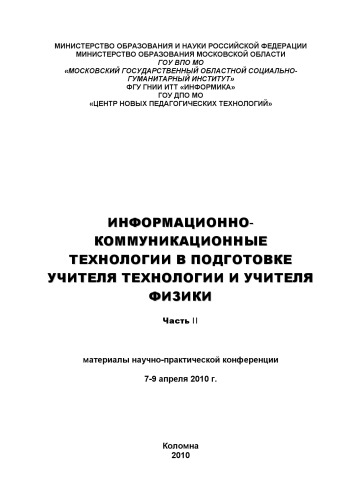 МИНИСТЕРСТВО ОБРАЗОВАНИЯ И НАУКИ РОССИЙСКОЙ ФЕДЕРАЦИИ
МИНИСТЕРСТВО ОБРАЗОВАНИЯ МОСКОВСКОЙ ОБЛАСТИ
ГОУ ВПО МО
«МОСКОВСКИЙ ГОСУДАРСТВЕННЫЙ ОБЛАСТНОЙ СОЦИАЛЬНО-
ГУМАНИТАРНЫЙ ИНСТИТУТ»
ФГУ ГНИИ ИТТ «ИНФОРМИКА»
ГОУ ДПО МО
«ЦЕНТР НОВЫХ ПЕДАГОГИЧЕСКИХ ТЕХНОЛОГИЙ»
ИНФОРМАЦИОННО-
КОММУНИКАЦИОННЫЕ
ТЕХНОЛОГИИ В ПОДГОТОВКЕ
УЧИТЕЛЯ ТЕХНОЛОГИИ И УЧИТЕЛЯ
ФИЗИКИ
Часть II
материалы научно-практической конференции
7-9 апреля 2010 г.
Коломна
2010